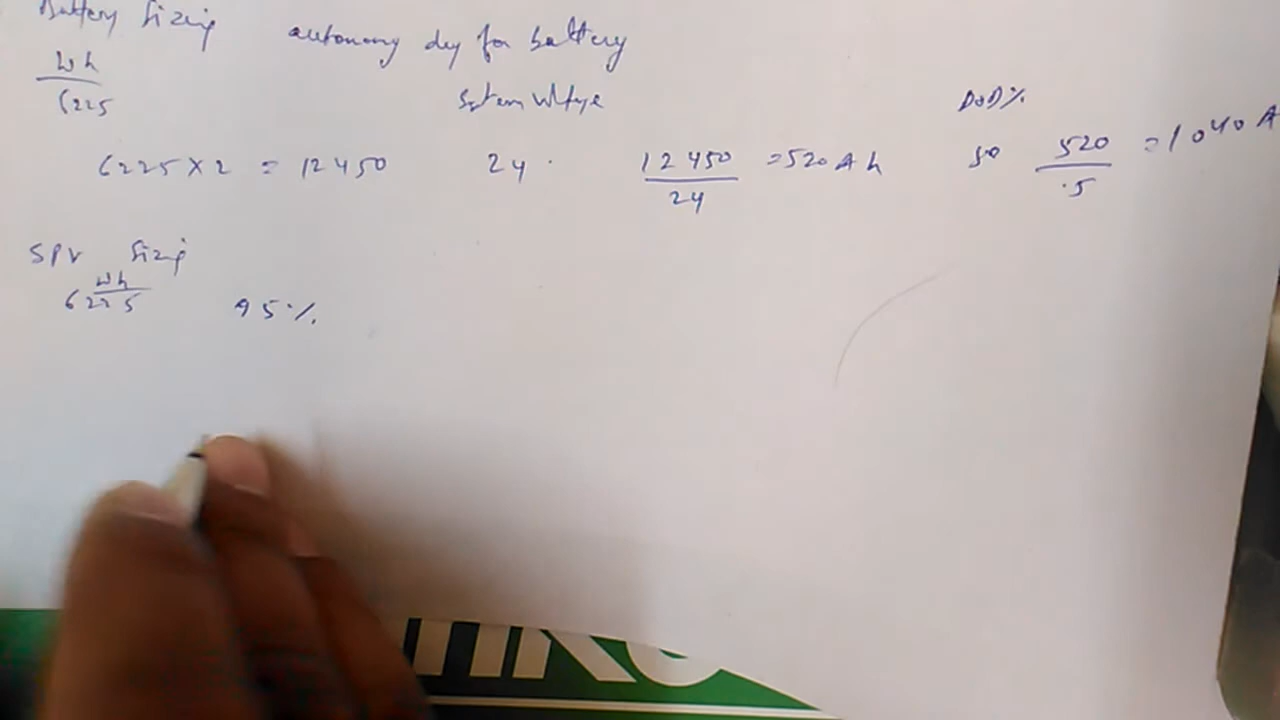 Battery Sizing autonomy day for battery
Wh
6225
System Voltage DOD%
6225 X 2 = 12450 24 12450 = 520 Ah 50 520 = 1040 A
24 .5
SPV Sizing
Wh
6225 95%